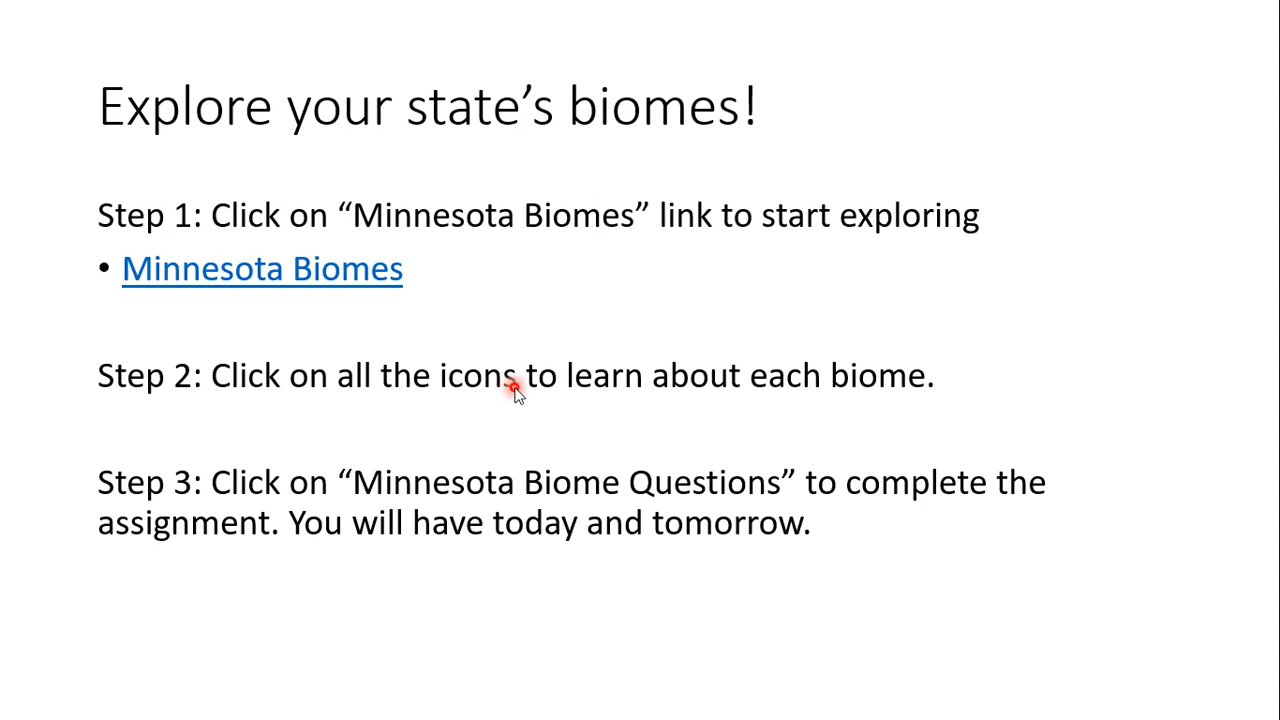 Explore your state’s biomes!
Step 1: Click on “Minnesota Biomes” link to start exploring
• Minnesota Biomes
Step 2: Click on all the icons to learn about each biome.
Step 3: Click on “Minnesota Biome Questions” to complete the
assignment. You will have today and tomorrow.